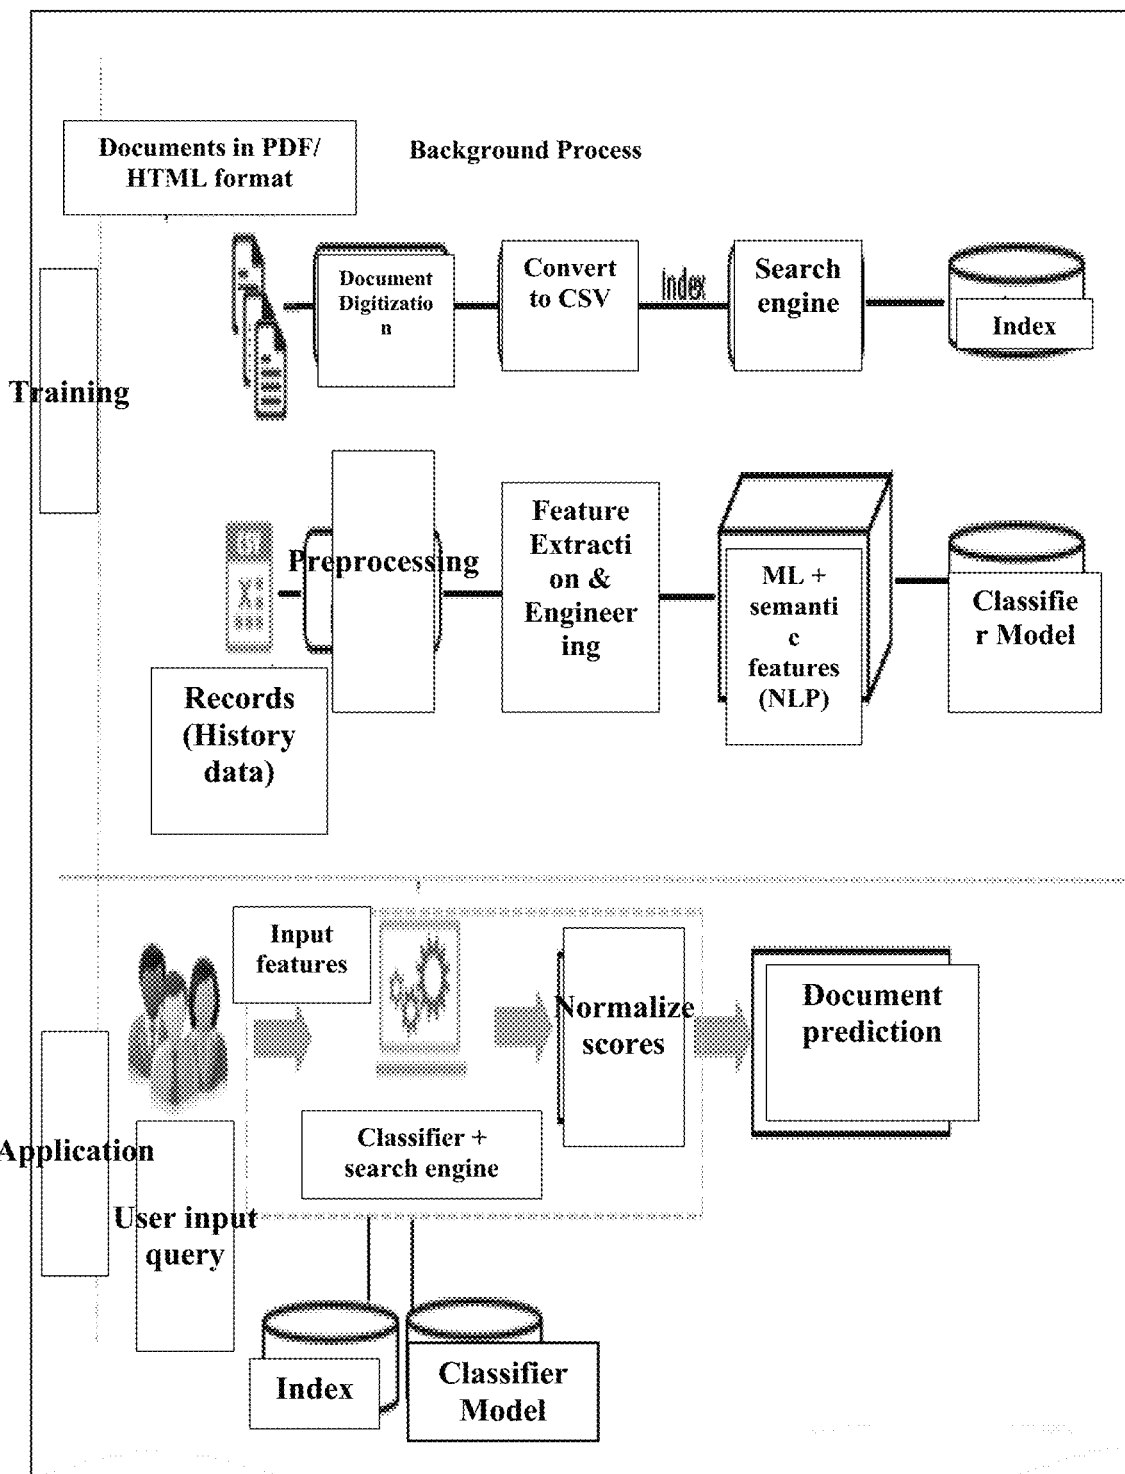 Documents in PDF/
HTML format
Background Process
Document
Digitizatio
n
Convert
to CSV
Index
Search
engine
Index
Training
Preprocessing
Feature
Extracti
on &
Engineer
ing
ML +
semanti
c
features
(NLP)
Classifie
r Model
Records
(History
data)
Input
features
Normalize
scores
Document
prediction
Classifier +
search engine
Application
User input
query
Index
Classifier
Model